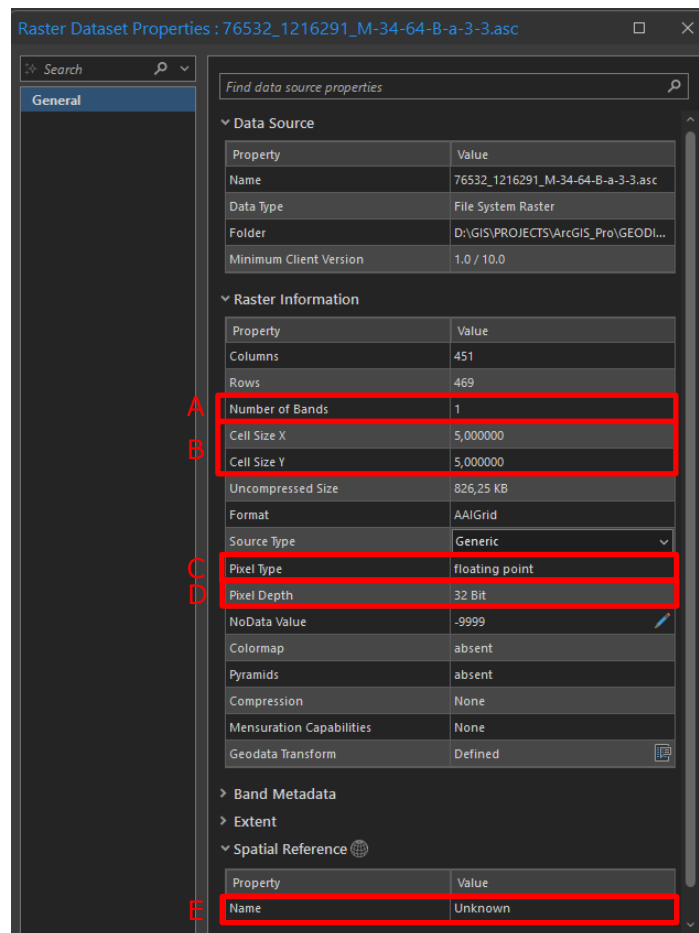 Raster Dataset Properties : 76532_1216291_M-34-64-B-a-3-3.asc
Search
General
Find data source properties
Data Source
Property Value
Name 76532_1216291_M-34-64-B-a-3-3.asc
Data Type File System Raster
Folder D:\GIS\PROJECTS\ArcGIS_Pro\GEODI...
Minimum Client Version 1.0 / 10.0
Raster Information
Property Value
Columns 451
Rows 469
A Number of Bands 1
B Cell Size X 5,000000
Cell Size Y 5,000000
Uncompressed Size 826,25 KB
Format AAIGrid
Source Type Generic
C Pixel Type floating point
D Pixel Depth 32 Bit
NoData Value -9999
Colormap absent
Pyramids absent
Compression None
Mensuration Capabilities None
Geodata Transform Defined
Band Metadata
Extent
Spatial Reference
Property Value
E Name Unknown